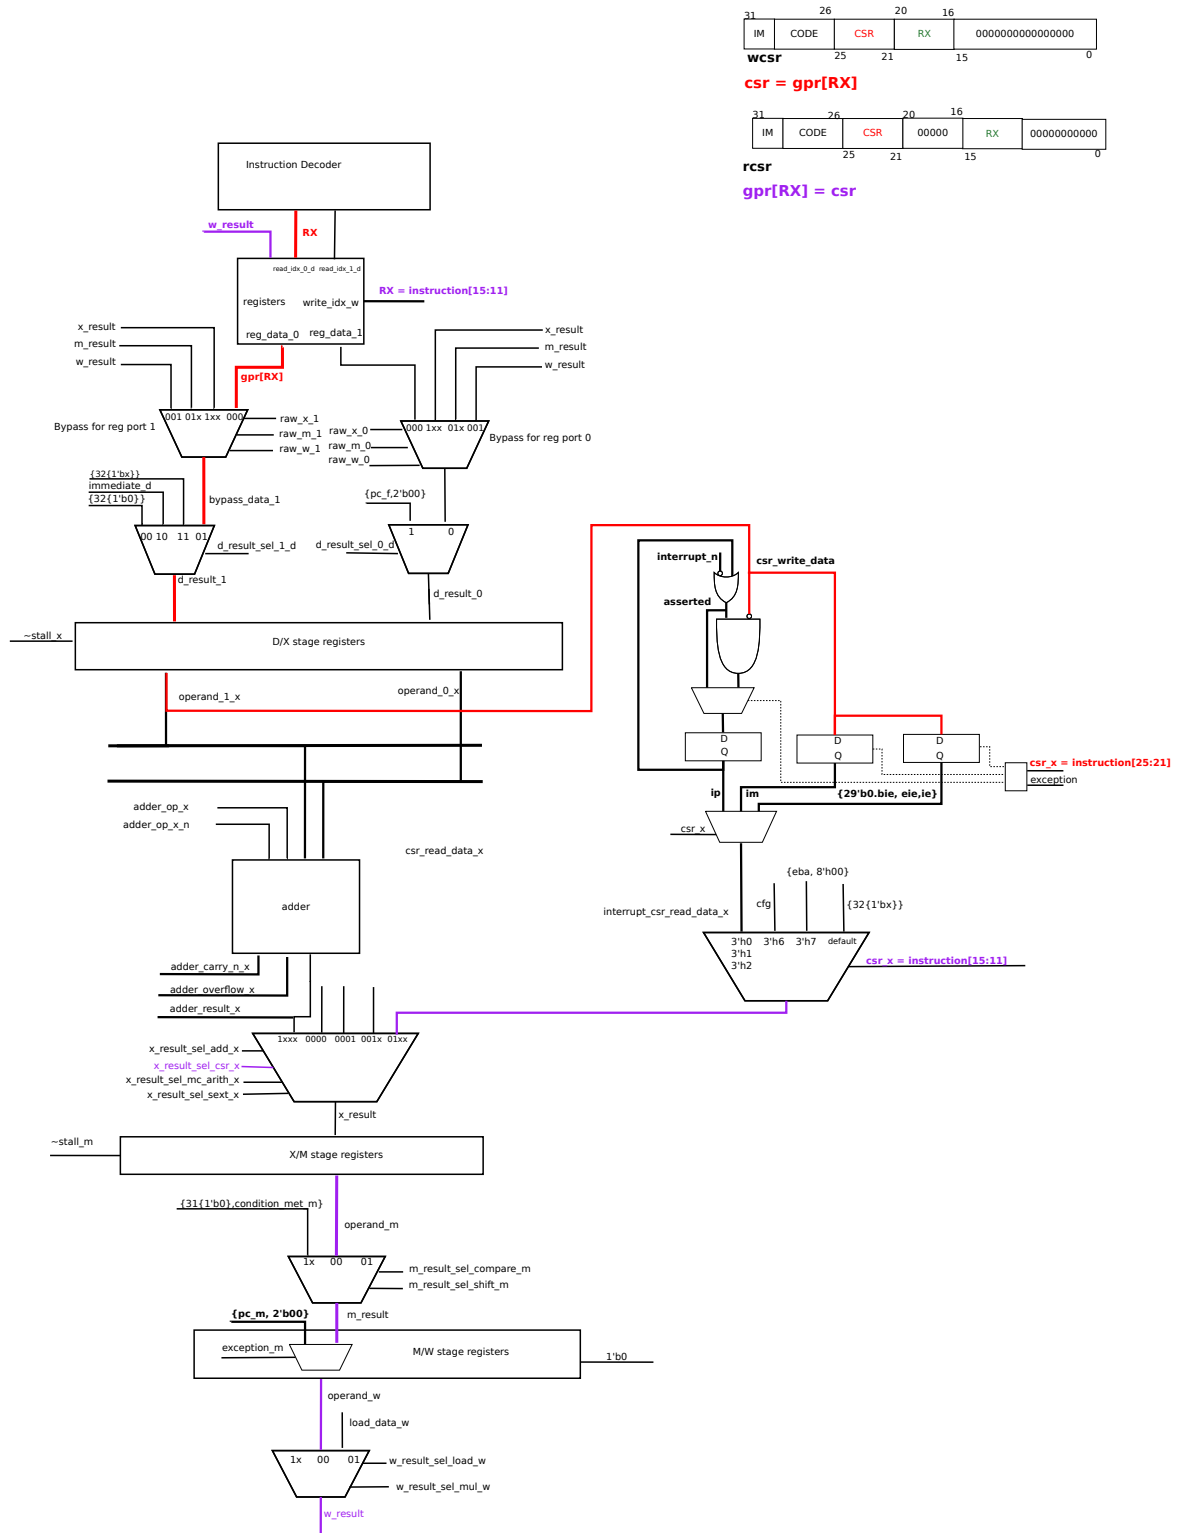 31 26 20 16
IM CODE CSR RX 0000000000000000
25 21 15 0
wcsr
csr = gpr[RX]
31 26 20 16
IM CODE CSR 00000 RX 00000000000
25 21 15 0
rcsr
gpr[RX] = csr
Instruction Decoder
w_result
RX
read_idx_0_d read_idx_1_d
RX = instruction[15:11]
registers write_idx_w
reg_data_0 reg_data_1
x_result
m_result
w_result
x_result
m_result
w_result
gpr[RX]
001 01x 1xx 000
Bypass for reg port 1
raw_x_1
raw_m_1
raw_w_1
000 1xx 01x 001
raw_x_0
raw_m_0
raw_w_0
Bypass for reg port 0
{32{1'bx}}
immediate_d
{32{1'b0}}
bypass_data_1
{pc_f,2'b00}
00 10 11 01
d_result_sel_1_d
1 0
d_result_sel_0_d
d_result_1
d_result_0
~stall_x
D/X stage registers
operand_1_x
operand_0_x
interrupt_n
csr_write_data
asserted
D
Q
D
Q
D
Q
csr_x = instruction[25:21]
exception
ip
im
{29'b0.bie, eie,ie}
csr_x
adder_op_x
adder_op_x_n
csr_read_data_x
adder
{eba, 8'h00}
cfg
{32{1'bx}}
interrupt_csr_read_data_x
3'h0 3'h6 3'h7 default
3'h1
3'h2
csr_x = instruction[15:11]
adder_carry_n_x
adder_overflow_x
adder_result_x
1xxx 0000 0001 001x 01xx
x_result_sel_add_x
x_result_sel_csr_x
x_result_sel_mc_arith_x
x_result_sel_sext_x
x_result
~stall_m
X/M stage registers
{31{1'b0},condition_met_m}
operand_m
1x 00 01
m_result_sel_compare_m
m_result_sel_shift_m
{pc_m, 2'b00}
m_result
exception_m
M/W stage registers
1'b0
operand_w
load_data_w
1x 00 01
w_result_sel_load_w
w_result_sel_mul_w
w_result